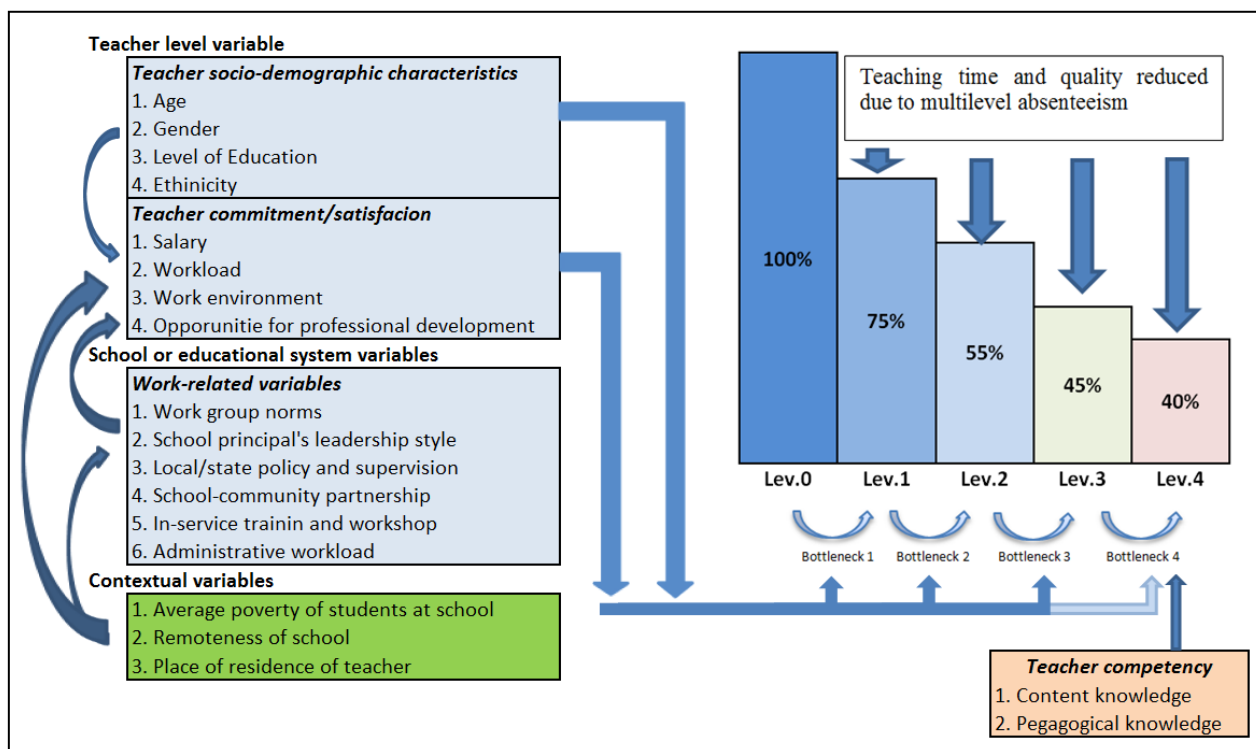 Teacher level variable
Teacher socio-demographic characteristics
1. Age
2. Gender
3. Level of Education
4. Ethinicity
Teacher commitment/satisfacion
1. Salary
2. Workload
3. Work environment
4. Opporunitie for professional development
School or educational system variables
Work-related variables
1. Work group norms
2. School principal's leadership style
3. Local/state policy and supervision
4. School-community partnership
5. In-service trainin and workshop
6. Administrative workload
Contextual variables
1. Average poverty of students at school
2. Remoteness of school
3. Place of residence of teacher
Teaching time and quality reduced
due to multilevel absenteeism
100%
75%
55%
45%
40%
Lev.0 Lev.1 Lev.2 Lev.3 Lev.4
Bottleneck 1 Bottleneck 2 Bottleneck 3 Bottleneck 4
Teacher competency
1. Content knowledge
2. Pegagogical knowledge